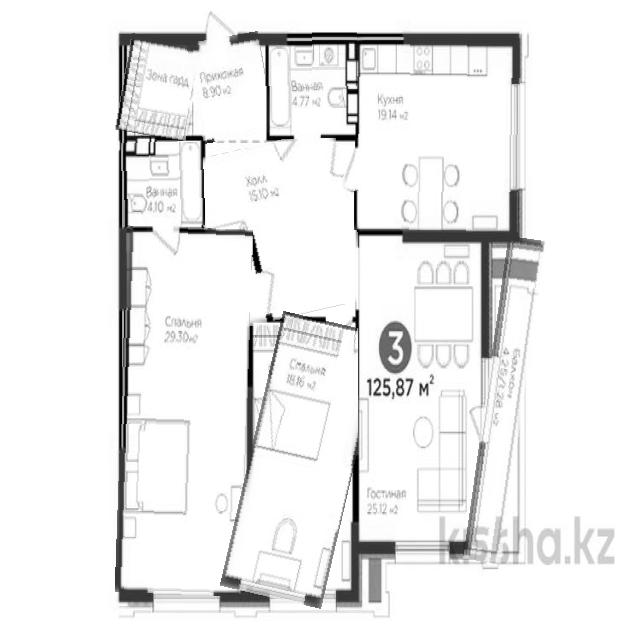 Зона гард.
Прихожая
8.90 м2
Ванная
4.77 м2
Кухня
19.14 м2
Ванная
4.10 м2
Холл
15.10 м2
Спальня
29.30 м2
Спальня
18.16 м2
3
125,87 м2
Балкон
4.25/1.28 м2
Гостиная
25.12 м2
krisha.kz